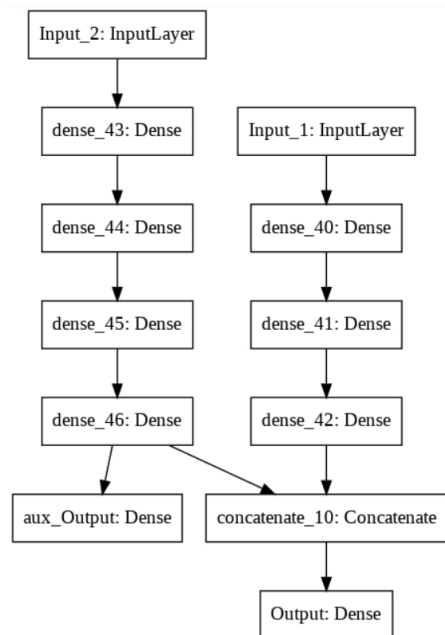 Input_2: InputLayer
dense_43: Dense
Input_1: InputLayer
dense_44: Dense
dense_40: Dense
dense_45: Dense
dense_41: Dense
dense_46: Dense
dense_42: Dense
aux_Output: Dense
concatenate_10: Concatenate
Output: Dense